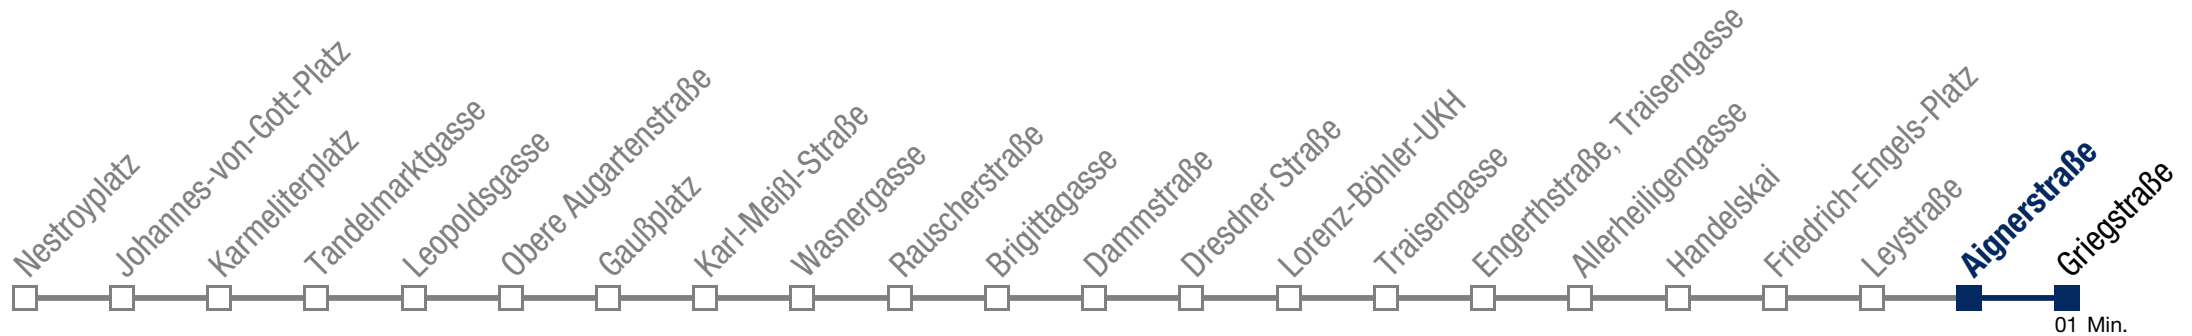 Nestroyplatz
Johannes-von-Gott-Platz
Karmeliterplatz
Tandelmarktgasse
Leopoldsgasse
Obere Augartenstraße
Gaußplatz
Karl-Meißl-Straße
Wasnergasse
Rauscherstraße
Brigittagasse
Dammstraße
Dresdner Straße
Lorenz-Böhler-UKH
Traisengasse
Engerthstraße, Traisengasse
Allerheiligengasse
Handelskai
Friedrich-Engels-Platz
Leystraße
Aignerstraße
Griegstraße
01 Min.